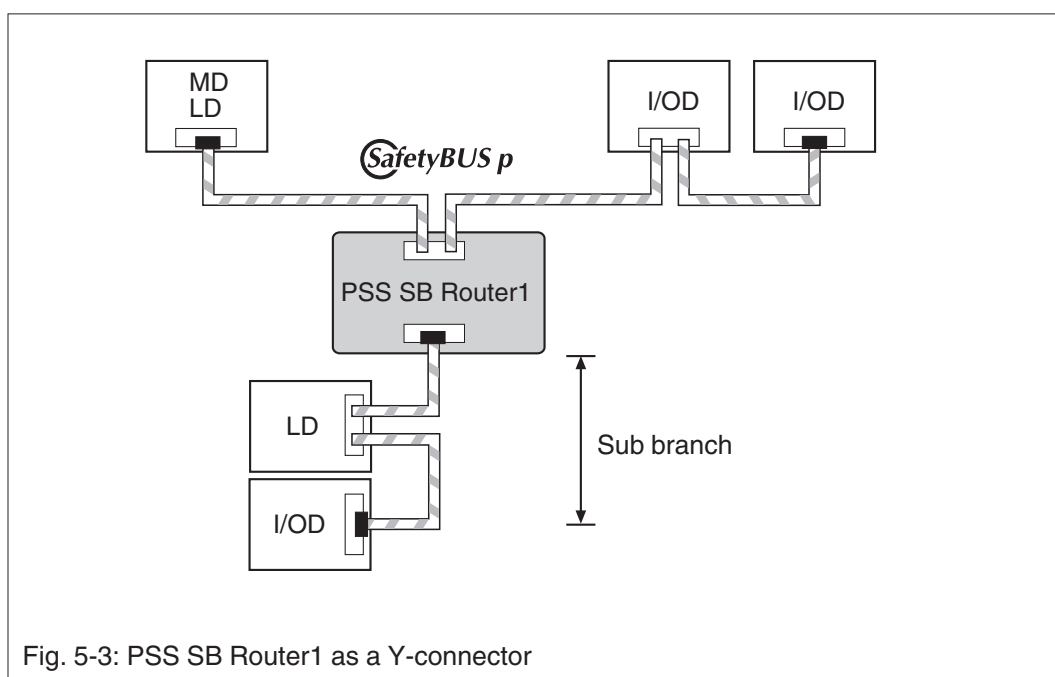 MD
LD
I/OD
I/OD
SafetyBUS p
PSS SB Router1
LD
Sub branch
I/OD
Fig. 5-3: PSS SB Router1 as a Y-connector